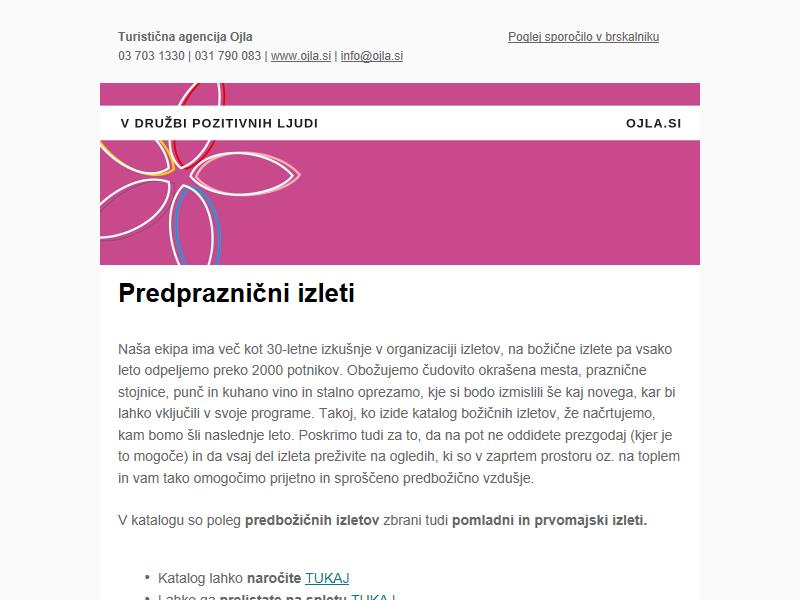 Turistična agencija Ojla
Poglej sporočilo v brskalniku
03 703 1330 | 031 790 083 | www.ojla.si | info@ojla.si
V DRUŽBI POZITIVNIH LJUDI
OJLA.SI
Predpraznični izleti
Naša ekipa ima več kot 30-letne izkušnje v organizaciji izletov, na božične izlete pa vsako
leto odpeljemo preko 2000 potnikov. Obožujemo čudovito okrašena mesta, praznične
stojnice, punč in kuhano vino in stalno oprezamo, kje si bodo izmislili še kaj novega, kar bi
lahko vključili v svoje programe. Takoj, ko izide katalog božičnih izletov, že načrtujemo,
kam bomo šli naslednje leto. Poskrimo tudi za to, da na pot ne oddidete prezgodaj (kjer je
to mogoče) in da vsaj del izleta preživite na ogledih, ki so v zaprtem prostoru oz. na toplem
in vam tako omogočimo prijetno in sproščeno predbožično vzdušje.
V katalogu so poleg predbožičnih izletov zbrani tudi pomladni in prvomajski izleti.
• Katalog lahko naročite TUKAJ
• Lahko ga prelistate na spletu TUKAJ